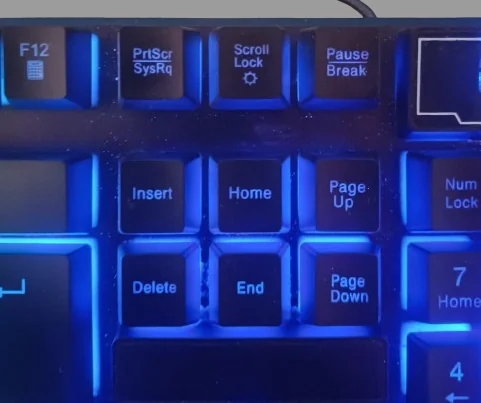 F12
PrtScr
SysRq
Scroll
Lock
Pause
Break
Insert
Home
Page
Up
Num
Lock
Delete
End
Page
Down
7
Home
4